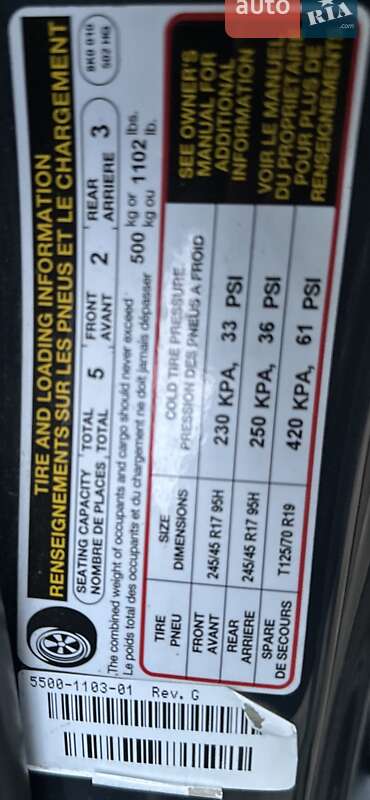 auto
RIA
.com
8K0 010
502 HG
TIRE AND LOADING INFORMATION
RENSEIGNEMENTS SUR LES PNEUS ET LE CHARGEMENT
SEATING CAPACITY TOTAL 5 FRONT 2 REAR 3
NOMBRE DE PLACES TOTAL AVANT ARRIERE
The combined weight of occupants and cargo should never exceed 500 kg or 1102 lbs.
Le poids total des occupants et du chargement ne doit jamais dépasser kg ou lb.
TIRE SIZE COLD TIRE PRESSURE SEE OWNER'S
PNEU DIMENSIONS PRESSION DES PNEUS A FROID MANUAL FOR
FRONT 245/45 R17 95H 230 KPA, 33 PSI ADDITIONAL
AVANT INFORMATION
REAR 245/45 R17 95H 250 KPA, 36 PSI VOIR LE MANUEL
ARRIERE DU PROPRIETAIRE
SPARE T125/70 R19 420 KPA, 61 PSI POUR PLUS DE
DE SECOURS RENSEIGNEMENTS
5500-1103-01 Rev. G